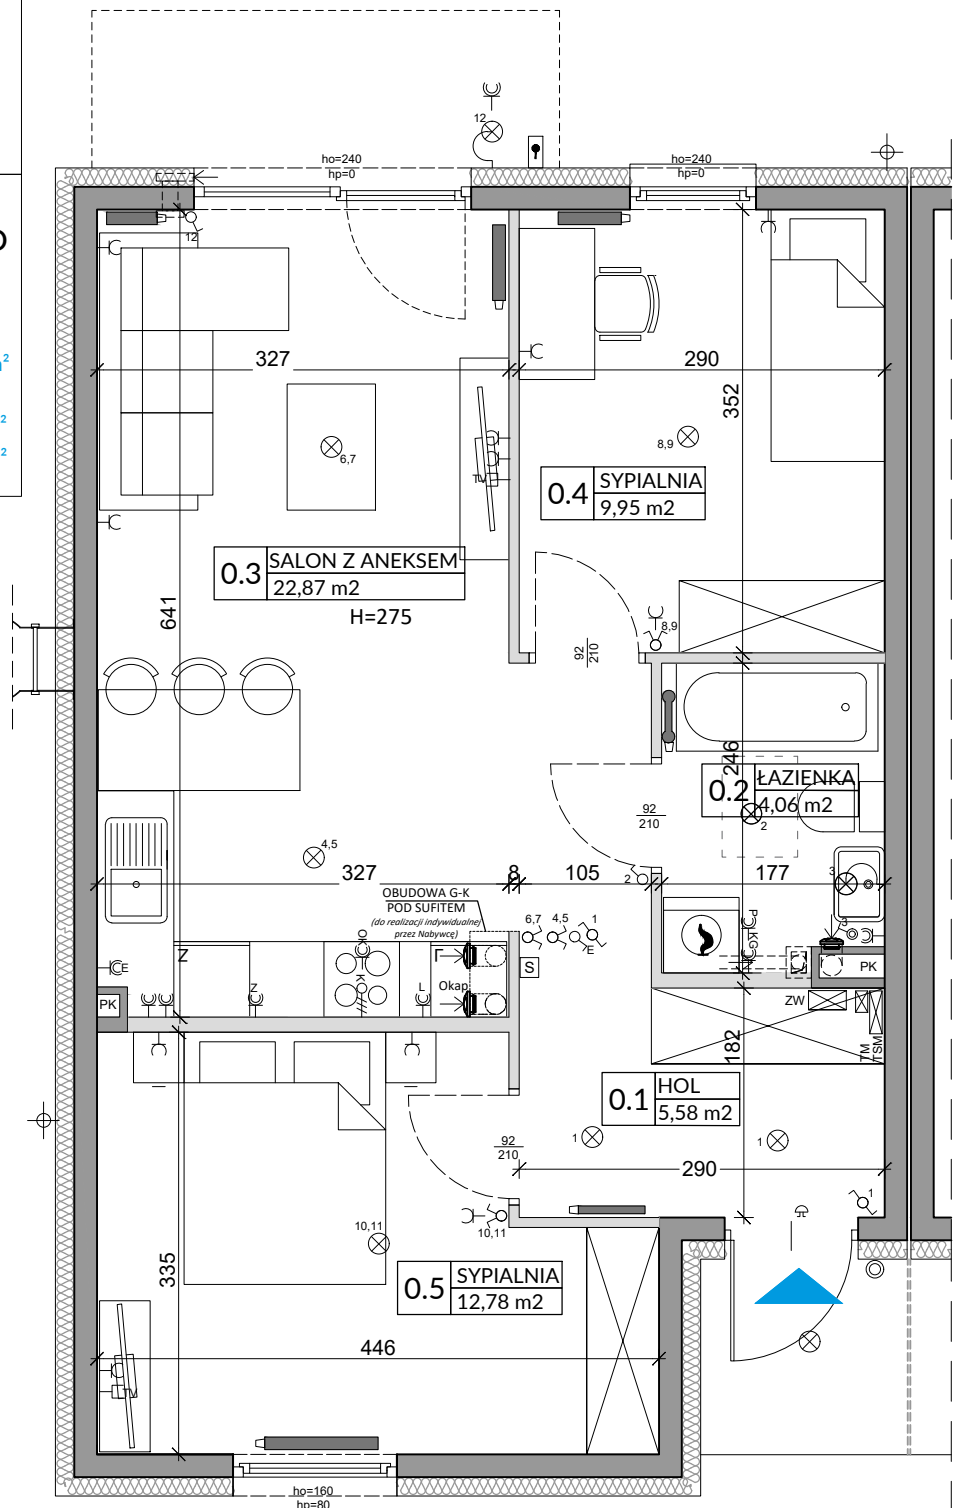 12
ho=240
hp=0
ho=240
hp=0
12
327
290
352
6,7
8,9
TV
0.4
SYPIALNIA
9,95 m2
0.3
SALON Z ANEKSEM
22,87 m2
H=275
641
8,9
92
210
246
0.2
ŁAZIENKA
4,06 m2
2
92
210
4,5
327
8
105
2
177
3
OBUDOWA G-K
POD SUFITEM
(do realizacji indywidualnej
przez Nabywcę)
6,7
4,5
1
E
3
S
Z
E
PK
Z
L
Okap
PK
ZW
TM
TSM
182
0.1
HOL
5,58 m2
1
1
92
210
290
1
10,11
10,11
335
0.5
SYPIALNIA
12,78 m2
446
TV
ho=160
hp=80